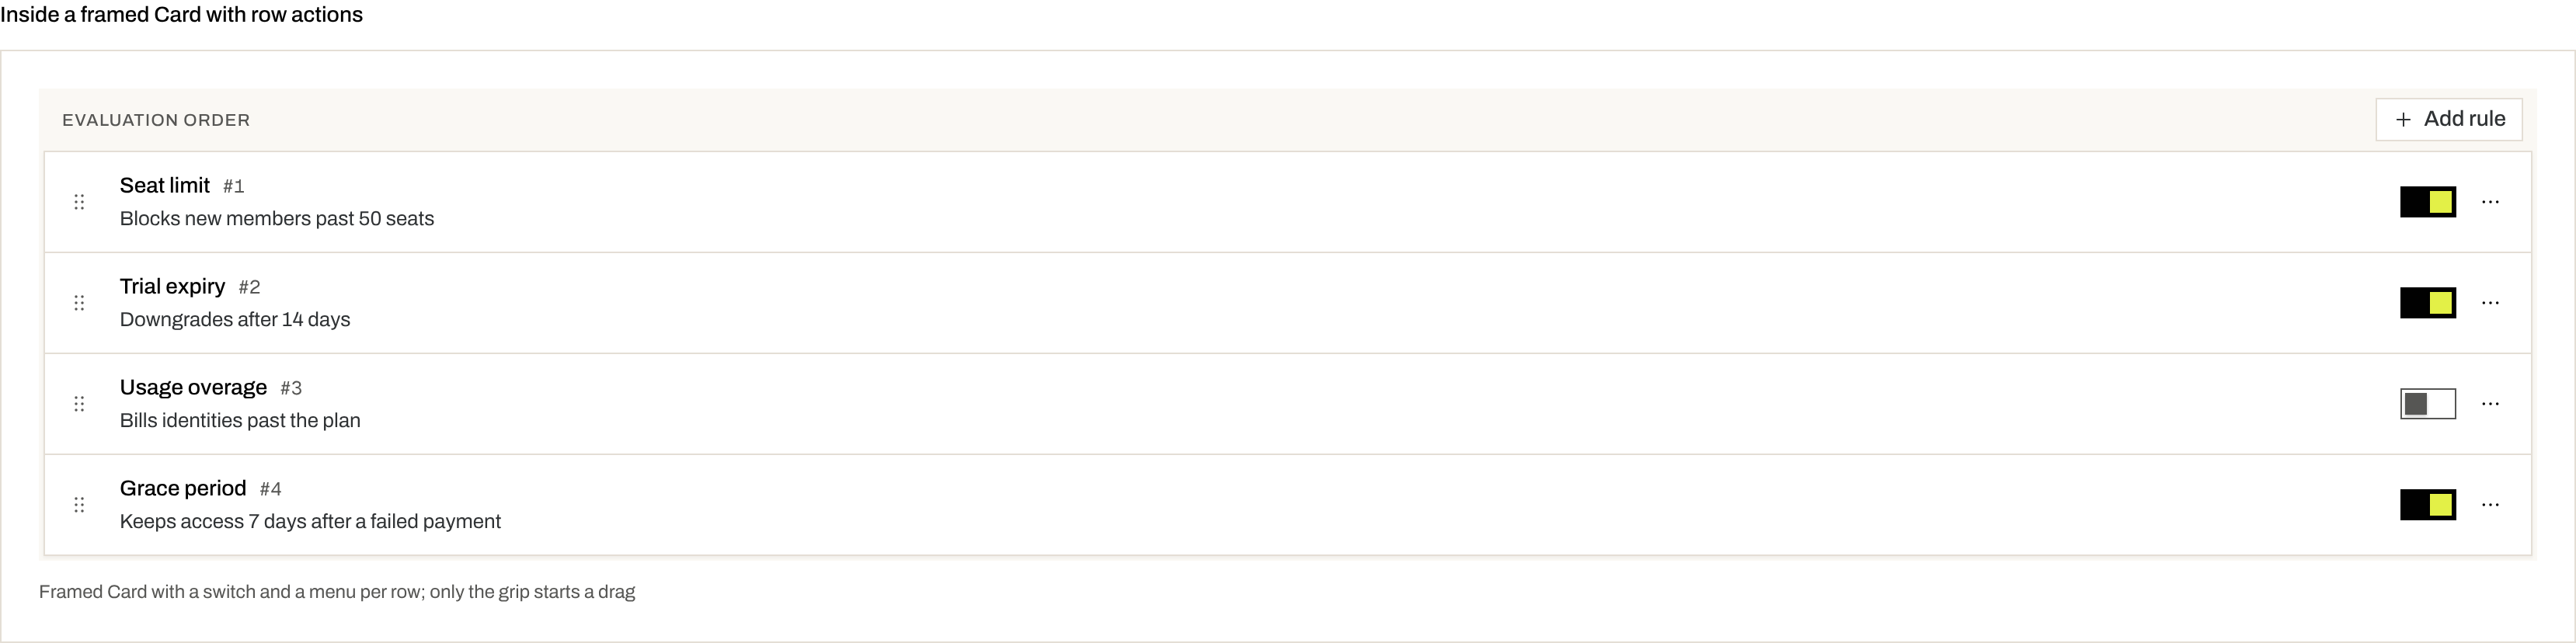 Inside a framed Card with row actions
EVALUATION ORDER
+ Add rule
Seat limit #1
Blocks new members past 50 seats
Trial expiry #2
Downgrades after 14 days
Usage overage #3
Bills identities past the plan
Grace period #4
Keeps access 7 days after a failed payment
Framed Card with a switch and a menu per row; only the grip starts a drag